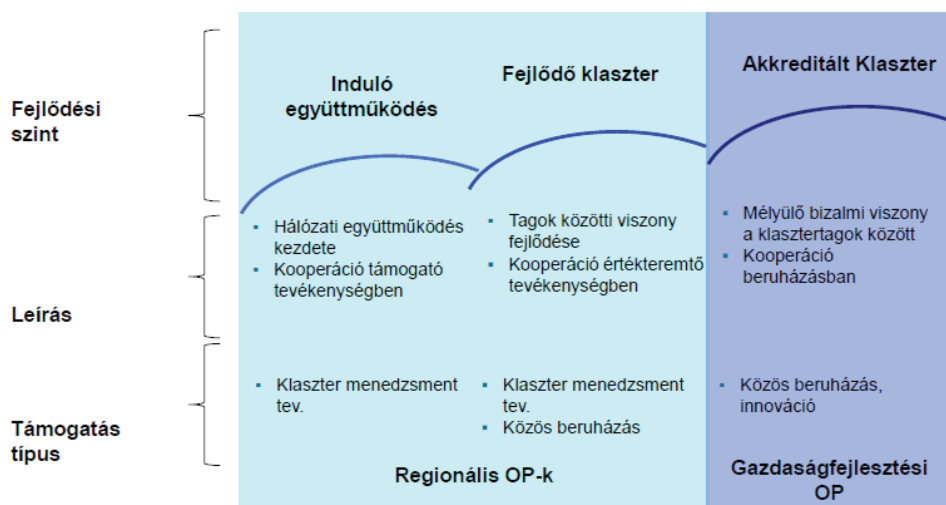 Fejlődési
szint
Induló
együttműködés
Fejlődő klaszter
Akkreditált Klaszter
Leírás
▪ Hálózati együttműködés
kezdete
▪ Kooperáció támogató
tevékenységben
▪ Tagok közötti viszony
fejlődése
▪ Kooperáció értékteremtő
tevékenységben
▪ Mélyülő bizalmi viszony
a klasztertagok között
▪ Kooperáció
beruházásban
Támogatás
típus
▪ Klaszter menedzsment
tev.
▪ Klaszter menedzsment
tev.
▪ Közös beruházás
▪ Közös beruházás,
innováció
Regionális OP-k
Gazdaságfejlesztési
OP